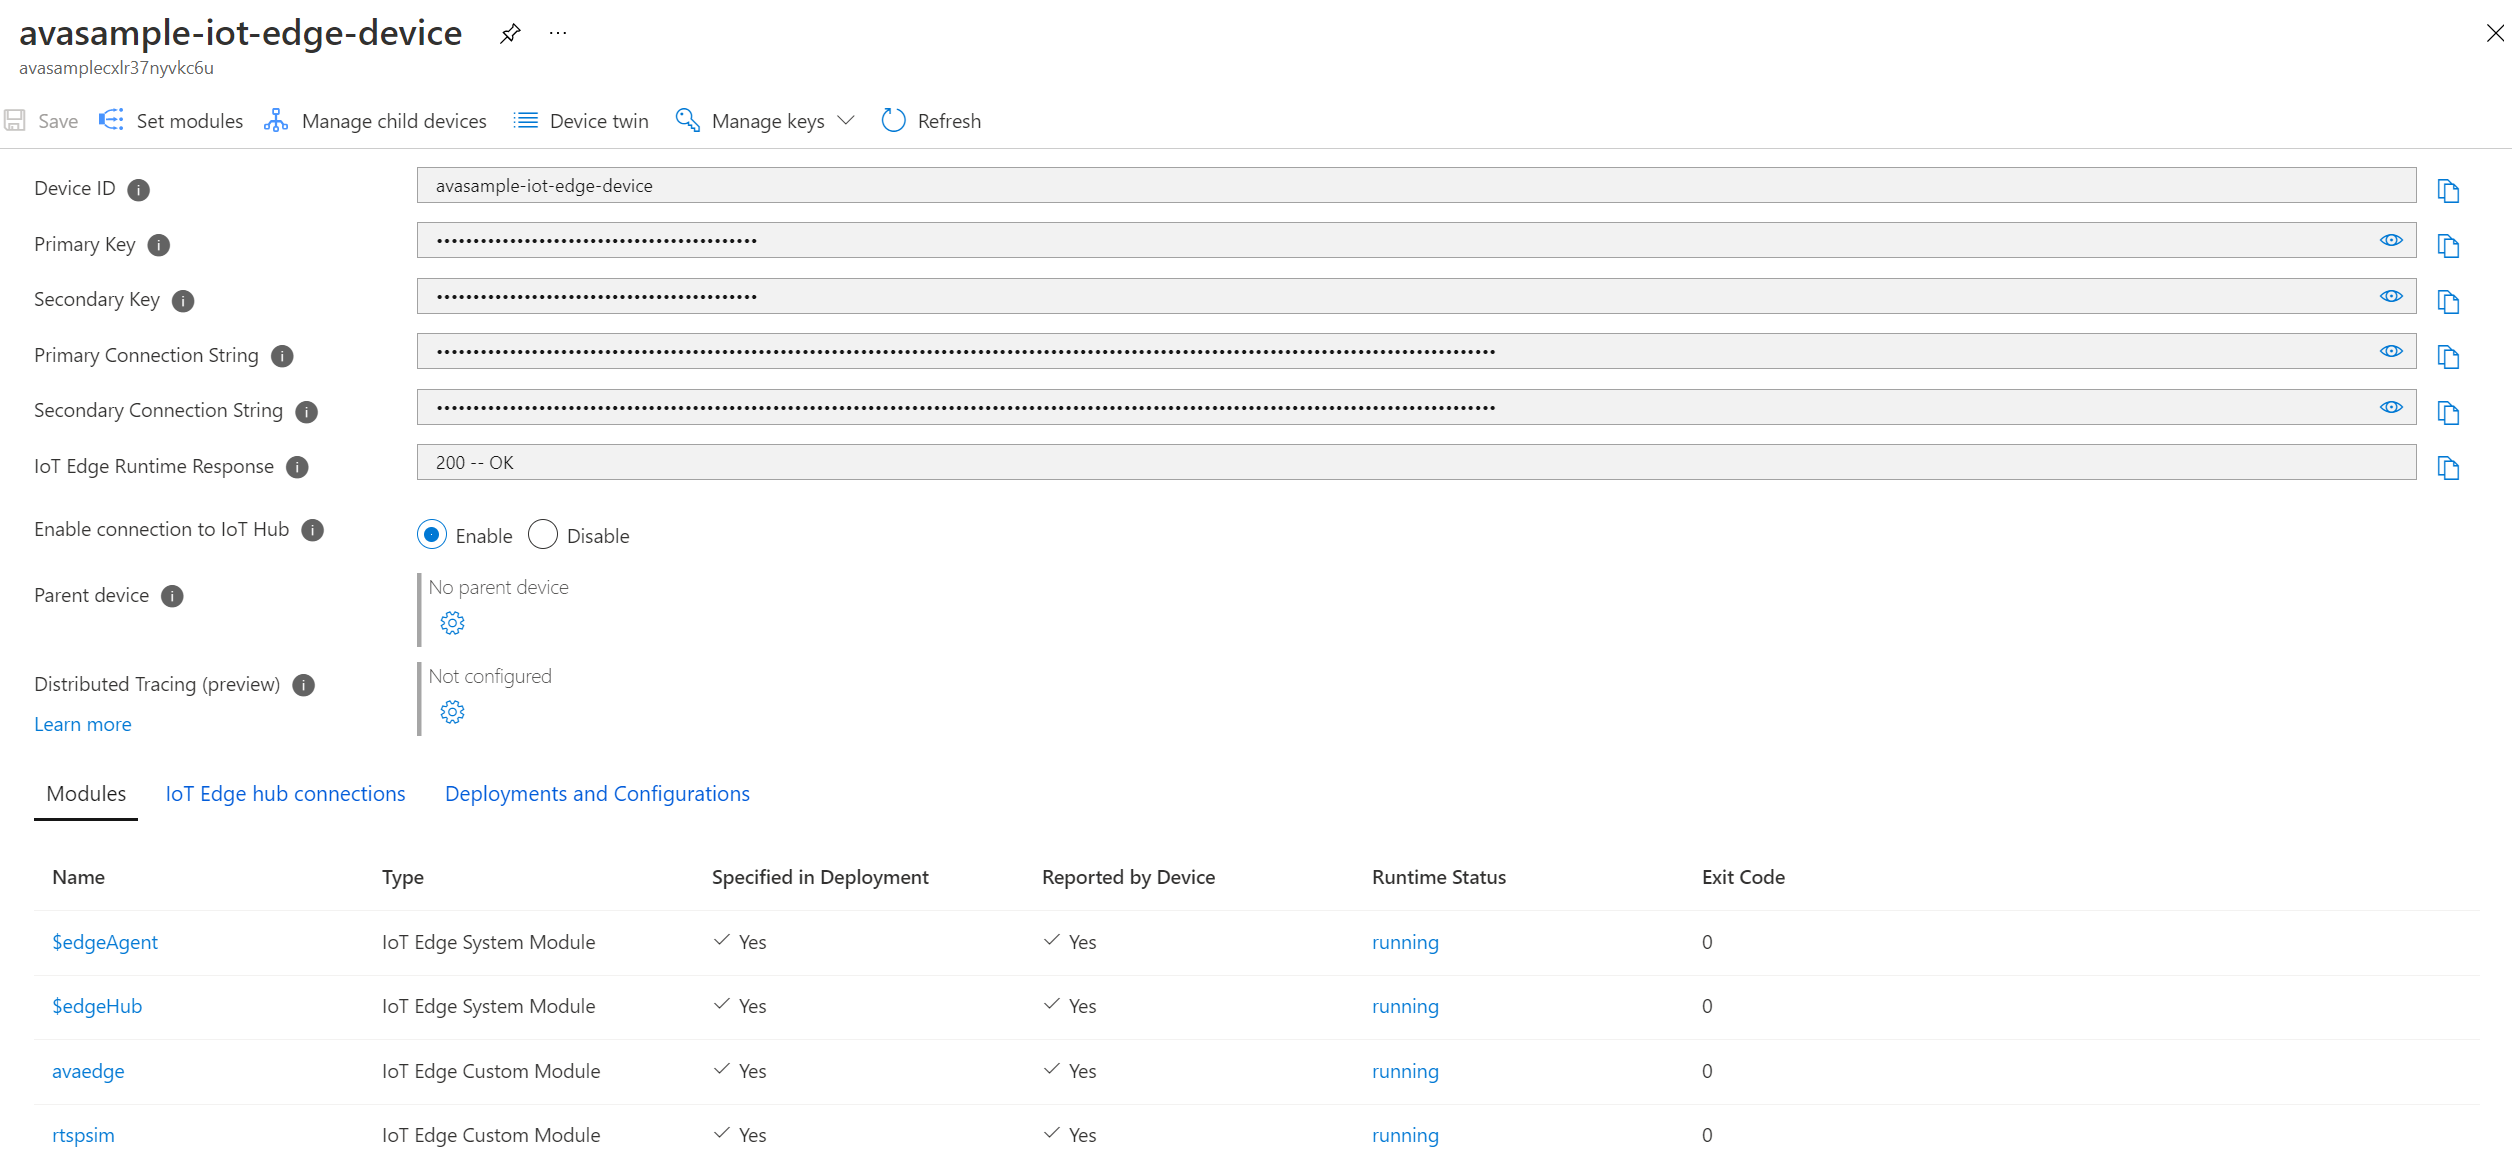 avasample-iot-edge-device
avasamplecxlr37nyvkc6u
Save Set modules Manage child devices Device twin Manage keys Refresh
Device ID avasample-iot-edge-device
Primary Key
Secondary Key
Primary Connection String
Secondary Connection String
IoT Edge Runtime Response 200 -- OK
Enable connection to IoT Hub Enable Disable
Parent device No parent device
Distributed Tracing (preview) Not configured
Learn more
Modules IoT Edge hub connections Deployments and Configurations
Name Type Specified in Deployment Reported by Device Runtime Status Exit Code
$edgeAgent IoT Edge System Module Yes Yes running 0
$edgeHub IoT Edge System Module Yes Yes running 0
avaedge IoT Edge Custom Module Yes Yes running 0
rtspsim IoT Edge Custom Module Yes Yes running 0